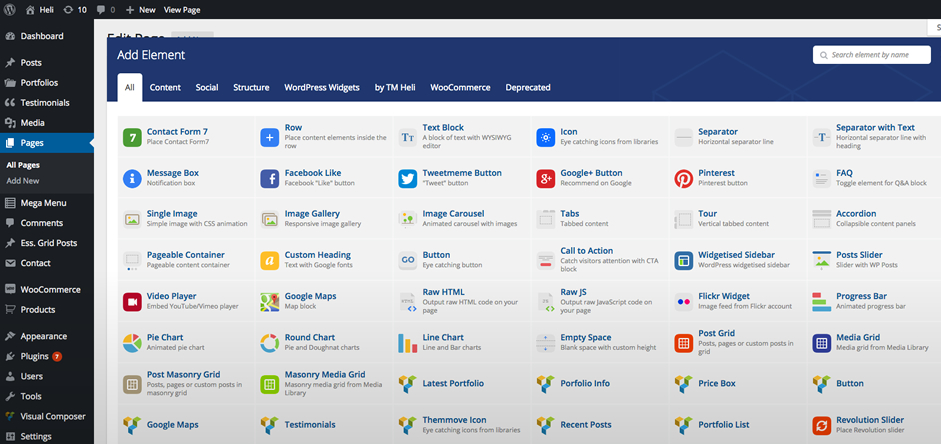 Heli 10 0 + New View Page
Dashboard
Posts
Portfolios
Testimonials
Media
Pages
All Pages
Add New
Mega Menu
Comments
Ess. Grid Posts
Contact
WooCommerce
Products
Appearance
Plugins 7
Users
Tools
Visual Composer
Settings
Edit Page
S
Add Element
Search element by name
All Content Social Structure WordPress Widgets by TM Heli WooCommerce Deprecated
7
Contact Form 7
Place Contact Form7
Row
Place content elements inside the
row
Text Block
A block of text with WYSIWYG
editor
Icon
Eye catching icons from libraries
Separator
Horizontal separator line
Separator with Text
Horizontal separator line with
heading
Message Box
Notification box
Facebook Like
Facebook "Like" button
Tweetmeme Button
"Tweet" button
Google+ Button
Recommend on Google
Pinterest
Pinterest button
FAQ
Toggle element for Q&A block
Single Image
Simple image with CSS animation
Image Gallery
Responsive image gallery
Image Carousel
Animated carousel with images
Tabs
Tabbed content
Tour
Vertical tabbed content
Accordion
Collapsible content panels
Pageable Container
Pageable content container
Custom Heading
Text with Google fonts
GO
Button
Eye catching button
Call to Action
Catch visitors attention with CTA
block
Widgetised Sidebar
WordPress widgetised sidebar
Posts Slider
Slider with WP Posts
Video Player
Embed YouTube/Vimeo player
Google Maps
Map block
Raw HTML
Output raw HTML code on your
page
Raw JS
Output raw JavaScript code on
your page
Flickr Widget
Image feed from Flickr account
Progress Bar
Animated progress bar
Pie Chart
Animated pie chart
Round Chart
Pie and Doughnat charts
Line Chart
Line and Bar charts
Empty Space
Blank space with custom height
Post Grid
Posts, pages or custom posts in
grid
Media Grid
Media grid from Media Library
Post Masonry Grid
Posts, pages or custom posts in
masonry grid
Masonry Media Grid
Masonry media grid from Media
Library
Latest Portfolio
Porfolio Info
Price Box
Button
Google Maps
Testimonials
Themmove Icon
Eye catching icons from libraries
Recent Posts
Portfolio List
Revolution Slider
Place Revolution slider